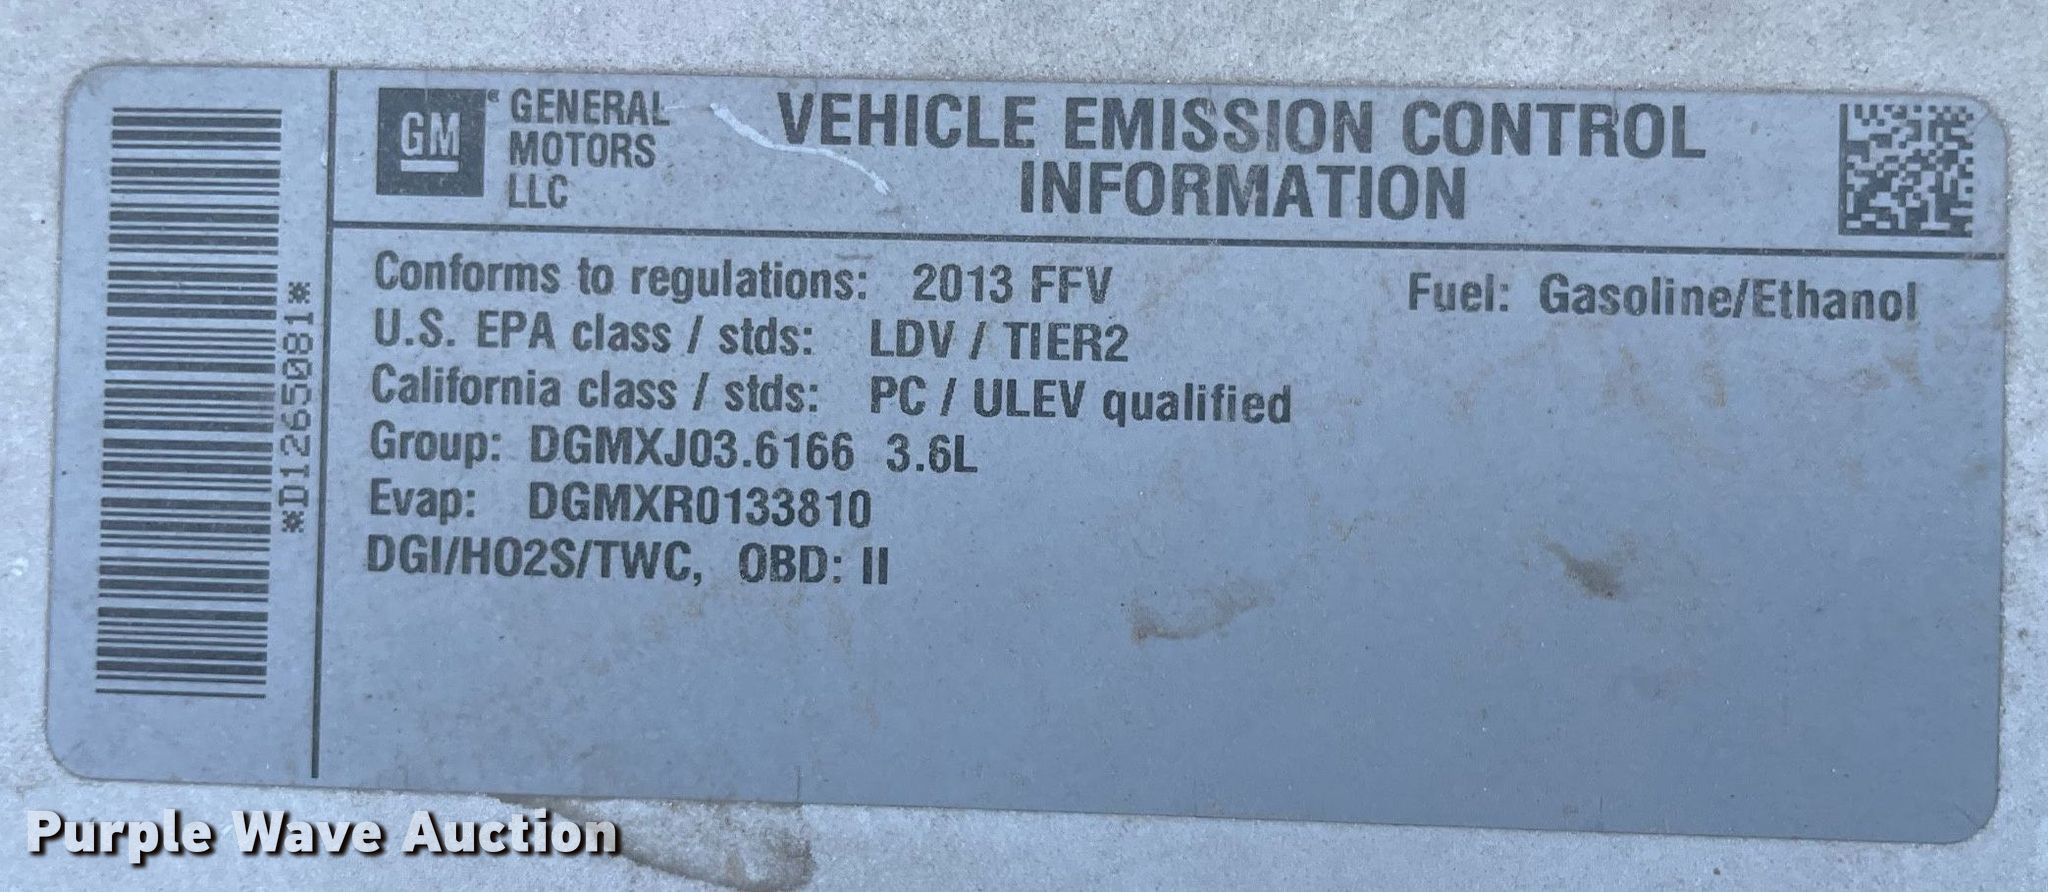 *D1265081*
GM® GENERAL
MOTORS
LLC
VEHICLE EMISSION CONTROL
INFORMATION
Conforms to regulations: 2013 FFV Fuel: Gasoline/Ethanol
U.S. EPA class / stds: LDV / TIER2
California class / stds: PC / ULEV qualified
Group: DGMXJ03.6166 3.6L
Evap: DGMXR0133810
DGI/HO2S/TWC, OBD: II
Purple Wave Auction